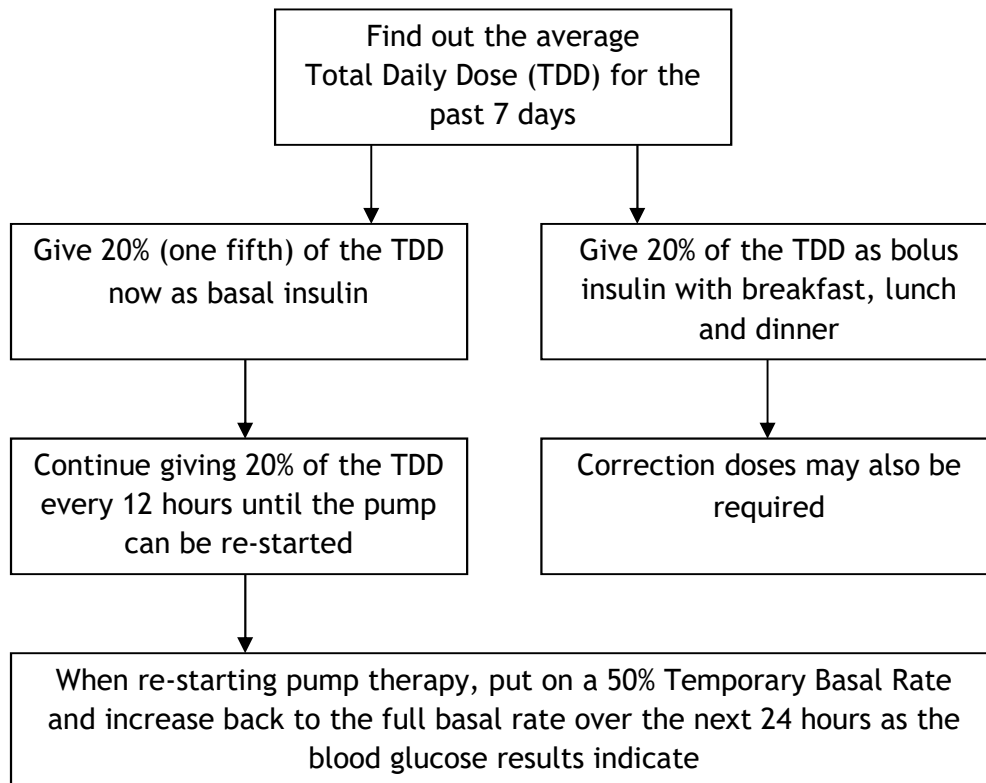 Find out the average
Total Daily Dose (TDD) for the
past 7 days
Give 20% (one fifth) of the TDD
now as basal insulin
Give 20% of the TDD as bolus
insulin with breakfast, lunch
and dinner
Continue giving 20% of the TDD
every 12 hours until the pump
can be re-started
Correction doses may also be
required
When re-starting pump therapy, put on a 50% Temporary Basal Rate
and increase back to the full basal rate over the next 24 hours as the
blood glucose results indicate